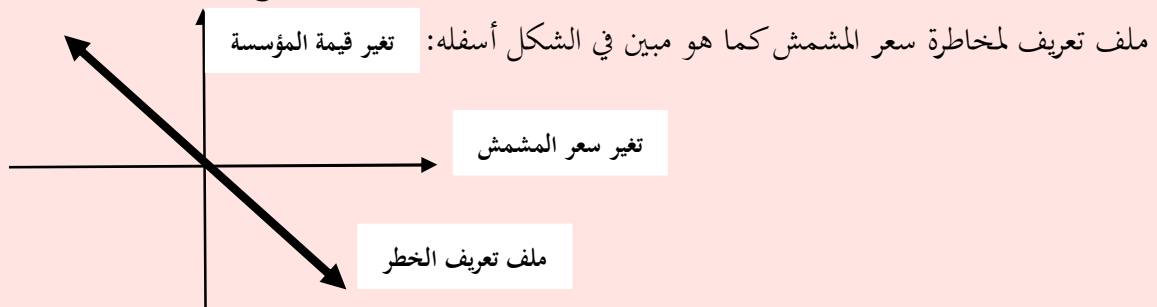 ملف تعريف لمخاطرة سعر المشمش كما هو مبين في الشكل أسفله:
تغير قيمة المؤسسة
تغير سعر المشمش
ملف تعريف الخطر